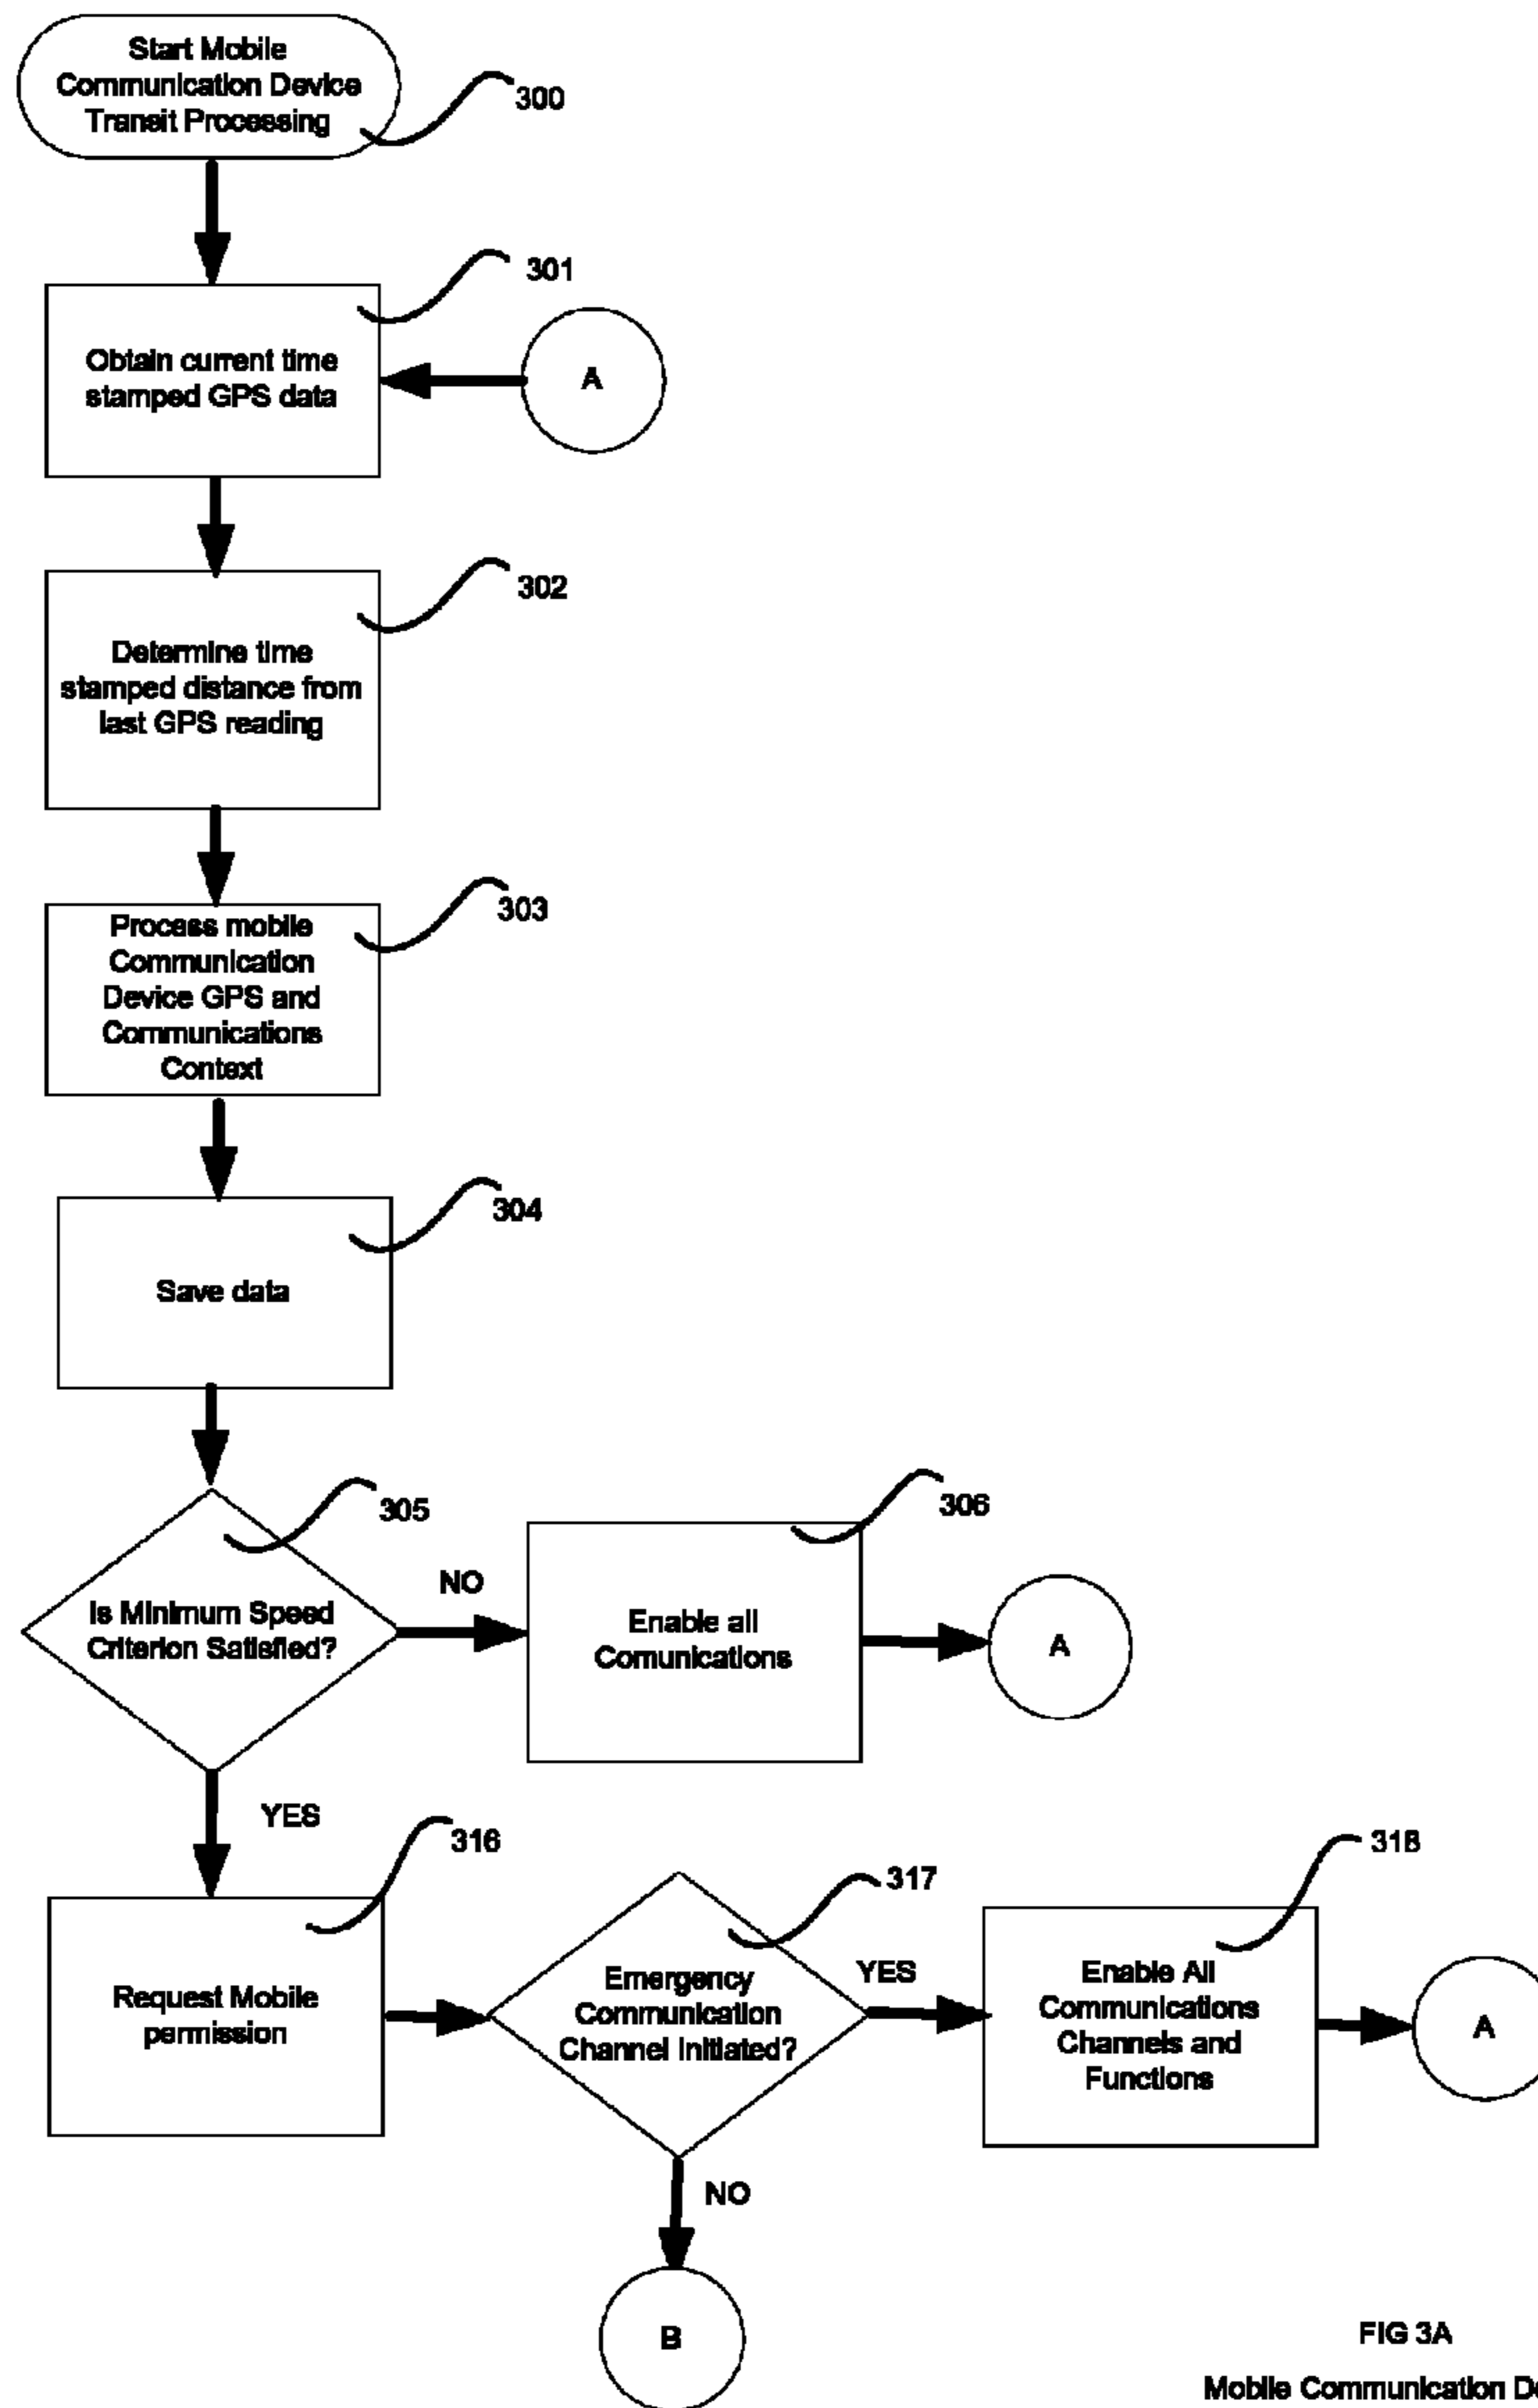 Start Mobile
Communication Device
Transit Processing
300
301
Obtain current time
stamped GPS data
A
302
Determine time
stamped distance from
last GPS reading
303
Process mobile
Communication
Device GPS and
Communications
Context
304
Save data
305
Is Minimum Speed
Criterion Satisfied?
NO
306
Enable all
Comunications
A
YES
316
Request Mobile
permission
317
Emergency
Communication
Channel Initiated?
YES
318
Enable All
Communications
Channels and
Functions
A
NO
B
FIG 3A
Mobile Communication